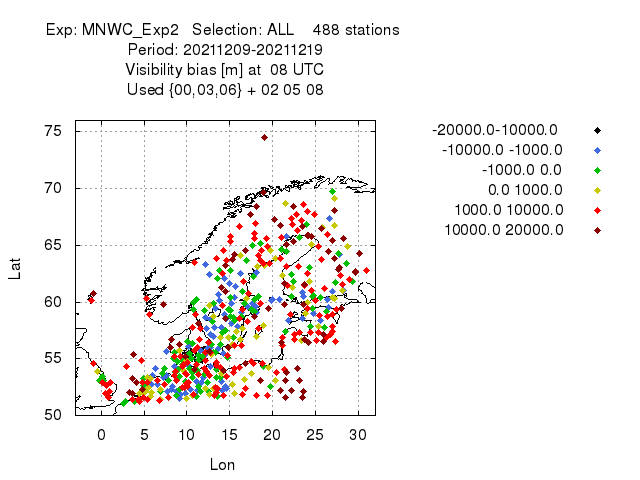 Exp: MNWC_Exp2 Selection: ALL 488 stations
Period: 20211209-20211219
Visibility bias [m] at 08 UTC
Used {00,03,06} + 02 05 08
-20000.0-10000.0
-10000.0 -1000.0
-1000.0 0.0
0.0 1000.0
1000.0 10000.0
10000.0 20000.0
Lat
75
70
65
60
55
50
0 5 10 15 20 25 30
Lon